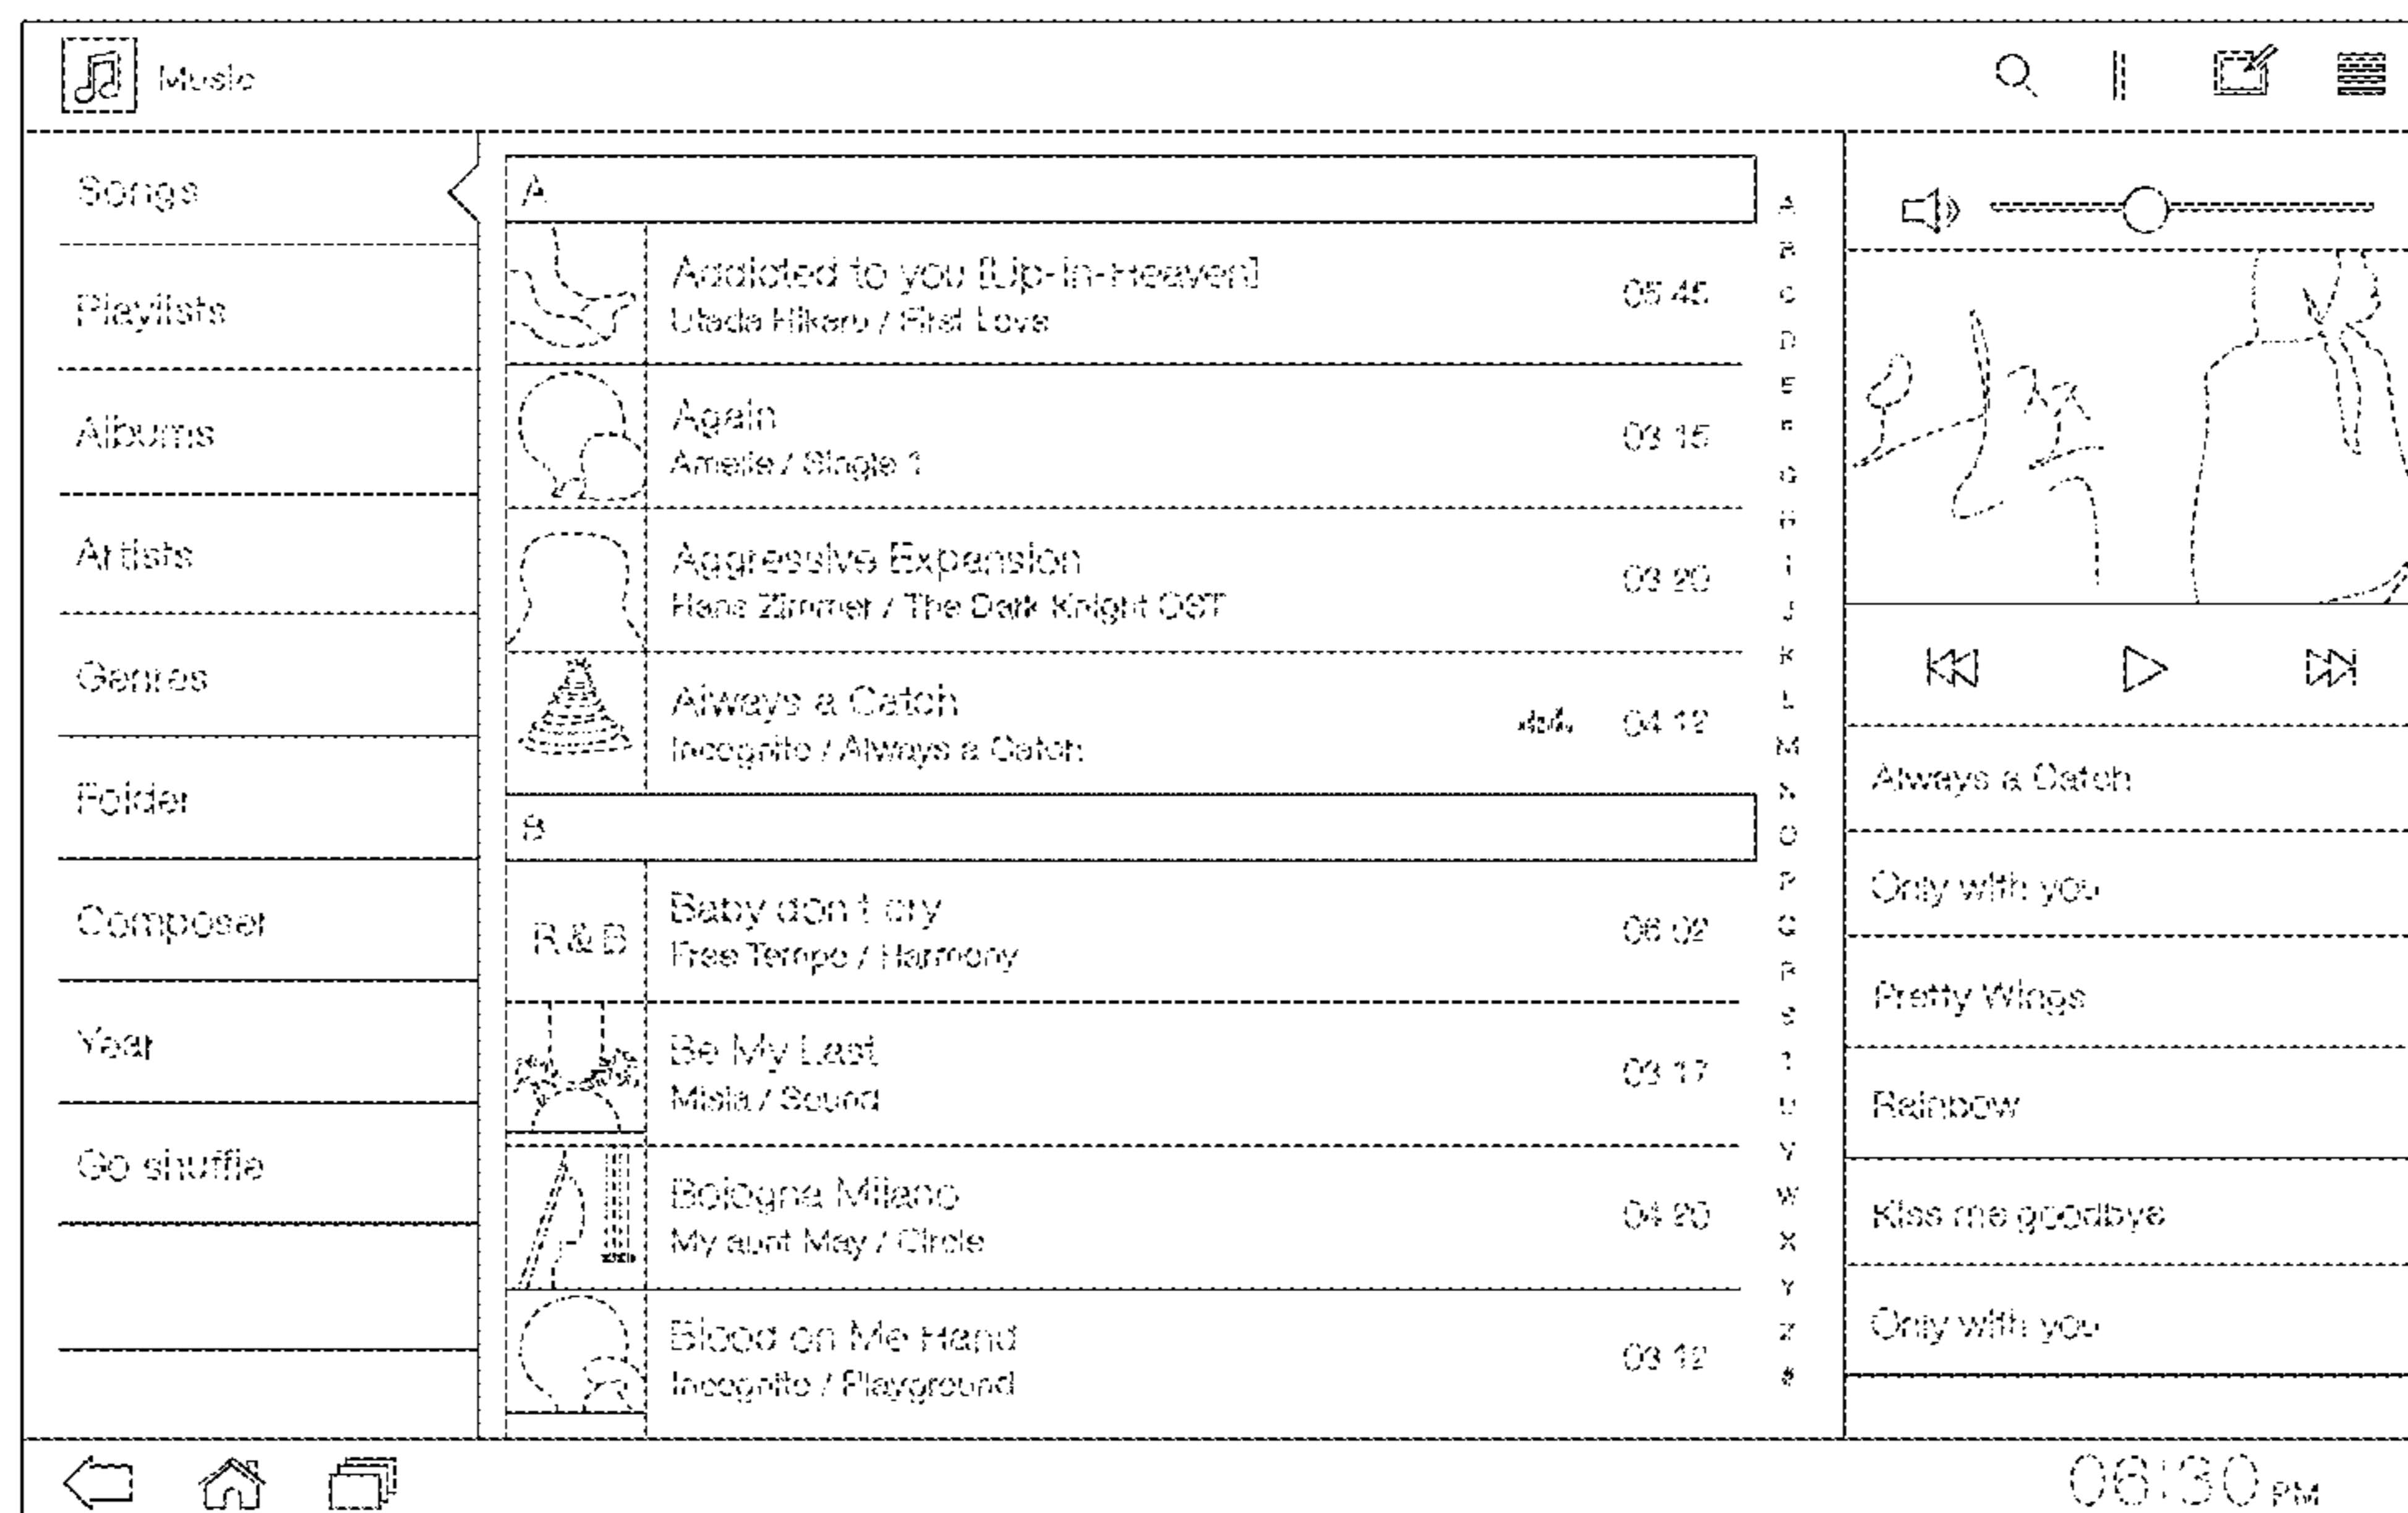 Music
Songs
Playlists
Albums
Artists
Genres
Folder
Composer
Year
Go shuffle
A
Addicted to you [Up-In-Heaven]
Utada Hikaru / First Love
05 45
Again
Amelie / Single 1
03 15
Aggressive Expansion
Hans Zimmer / The Dark Knight OST
03 20
Always a Catch
Incognito / Always a Catch
04 12
B
R & B
Baby don t cry
Free Tempo / Harmony
06 02
Be My Last
Misia / Sound
03 17
Bologna Milano
My aunt May / Circle
04 20
Blood on Me Hand
Incognito / Playground
03 12
A
B
C
D
E
F
G
H
I
J
K
L
M
N
O
P
Q
R
S
T
U
V
W
X
Y
Z
#
Always a Catch
Only with you
Pretty Wings
Rainbow
Kiss me goodbye
Only with you
06:30 PM